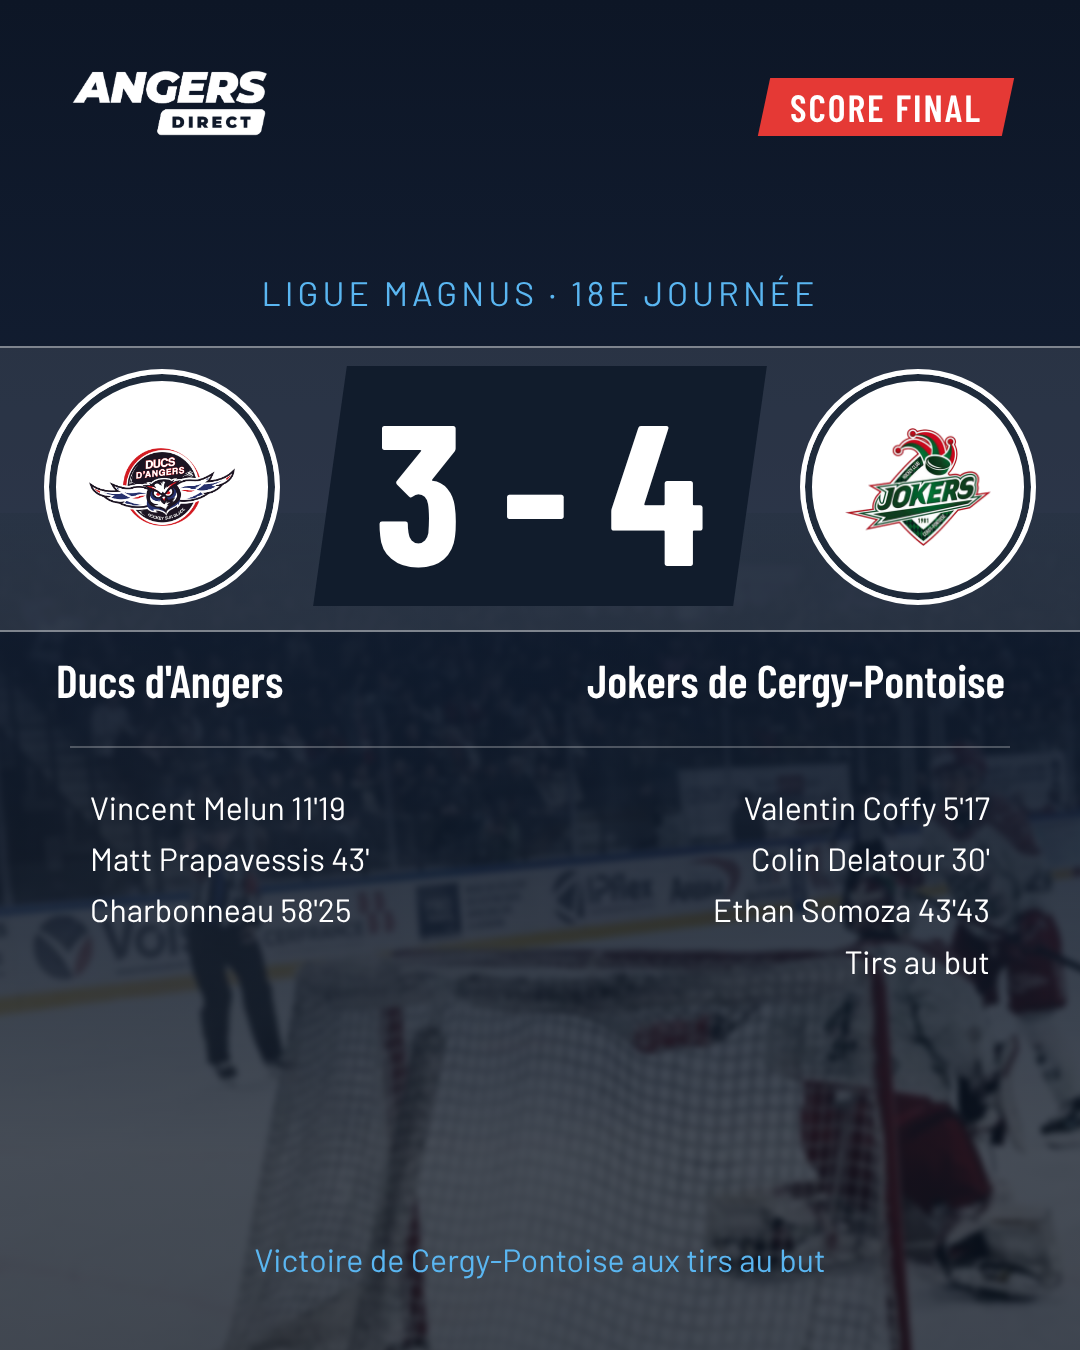 ANGERS
DIRECT
SCORE FINAL
LIGUE MAGNUS · 18E JOURNÉE
DUCS
D'ANGERS
3 - 4
JOKERS
1981
Ducs d'Angers
Jokers de Cergy-Pontoise
Vincent Melun 11'19
Matt Prapavessis 43'
Charbonneau 58'25
Valentin Coffy 5'17
Colin Delatour 30'
Ethan Somoza 43'43
Tirs au but
Victoire de Cergy-Pontoise aux tirs au but